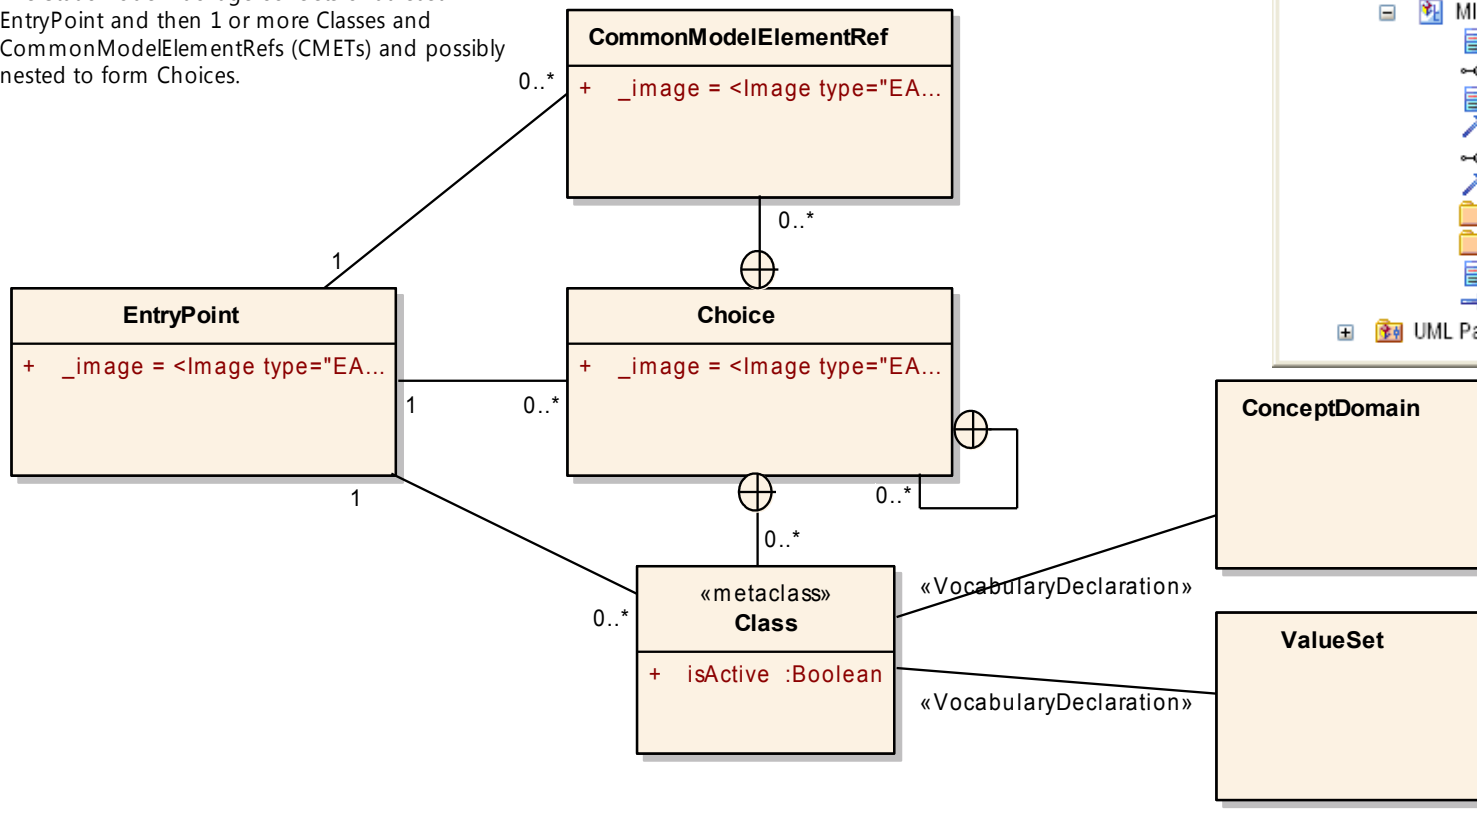 EntryPoint and then 1 or more Classes and
CommonModelElementRefs (CMETs) and possibly
nested to form Choices.
CommonModelElementRef
+ _image = <Image type="EA...
0..*
0..*
1
EntryPoint
+ _image = <Image type="EA...
Choice
+ _image = <Image type="EA...
1
0..*
1
0..*
0..*
0..*
«metaclass»
Class
+ isActive :Boolean
«VocabularyDeclaration»
«VocabularyDeclaration»
ConceptDomain
ValueSet
UML